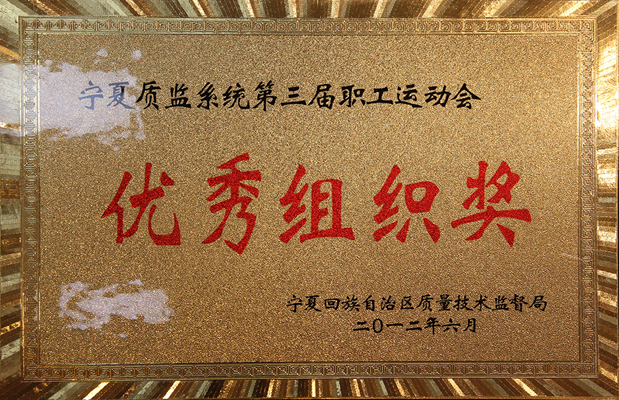 宁夏质监系统第三届职工运动会
优秀组织奖
宁夏回族自治区质量技术监督局
二〇一二年六月